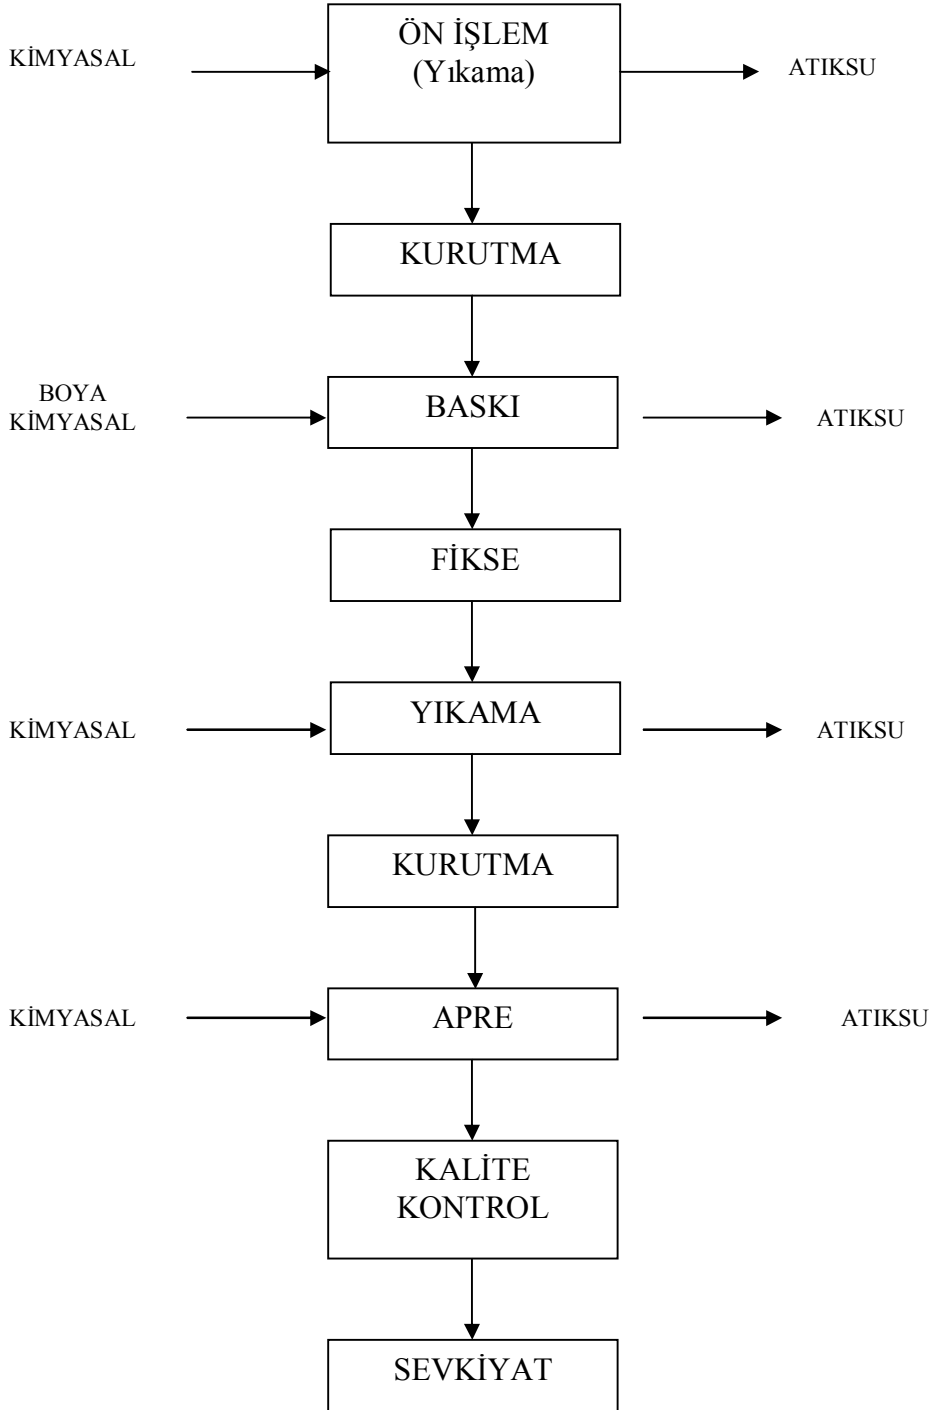 KİMYASAL
ÖN İŞLEM
(Yıkama)
ATIKSU
KURUTMA
BOYA
KİMYASAL
BASKI
ATIKSU
FİKSE
KİMYASAL
YIKAMA
ATIKSU
KURUTMA
KİMYASAL
APRE
ATIKSU
KALİTE
KONTROL
SEVKİYAT